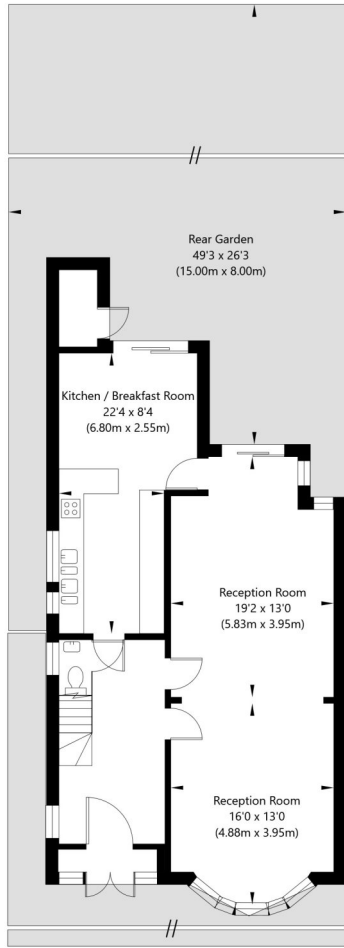 Rear Garden
49'3 x 26'3
(15.00m x 8.00m)
Kitchen / Breakfast Room
22'4 x 8'4
(6.80m x 2.55m)
Reception Room
19'2 x 13'0
(5.83m x 3.95m)
Reception Room
16'0 x 13'0
(4.88m x 3.95m)